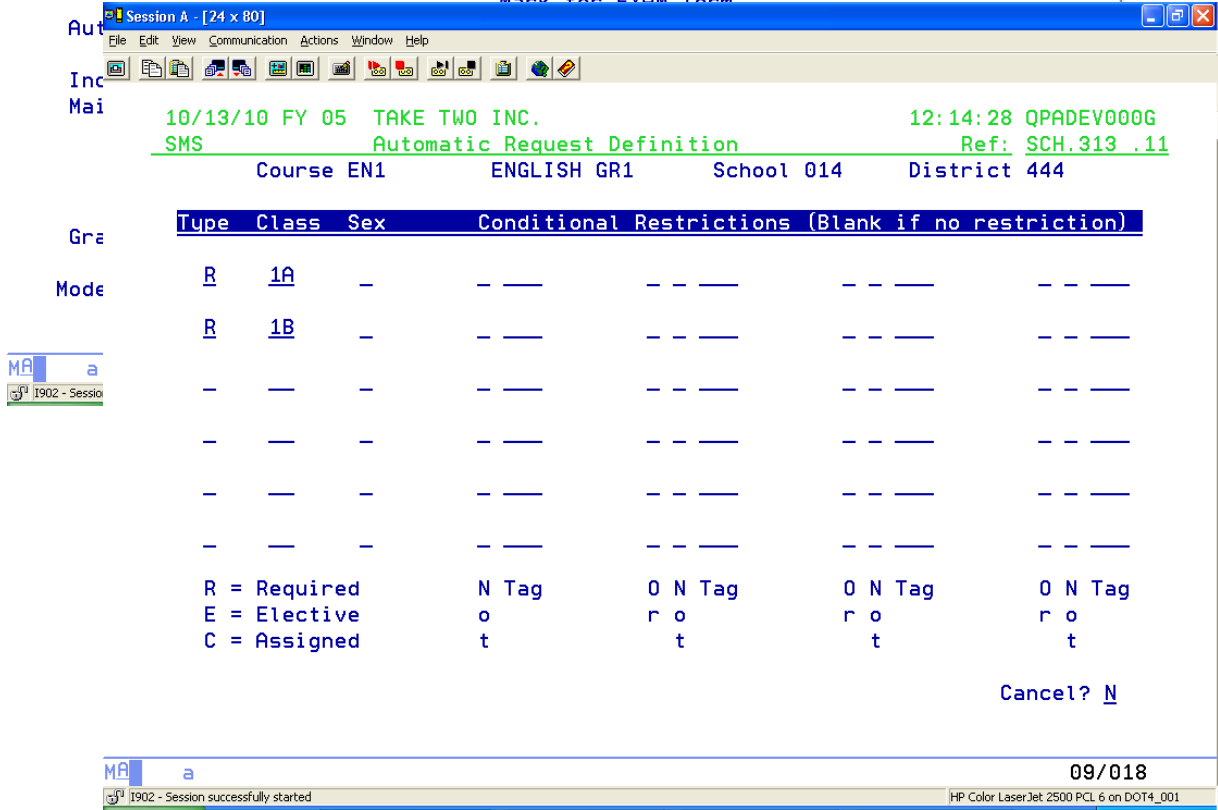 Session A - [24 x 80]
File Edit View Communication Actions Window Help
10/13/10 FY 05 TAKE TWO INC. 12:14:28 QPADEV000G
SMS Automatic Request Definition Ref: SCH.313 .11
Course EN1 ENGLISH GR1 School 014 District 444
Type Class Sex Conditional Restrictions (Blank if no restriction)
R 1A
R 1B
R = Required N Tag O N Tag O N Tag O N Tag
E = Elective o r o r o r o
C = Assigned t t t t
Cancel? N
MA a 09/018
I902 - Session successfully started HP Color LaserJet 2500 PCL 6 on DOT4_001
Aut
Inc
Mai
Gra
Mode
MA a
I902 - Sessio